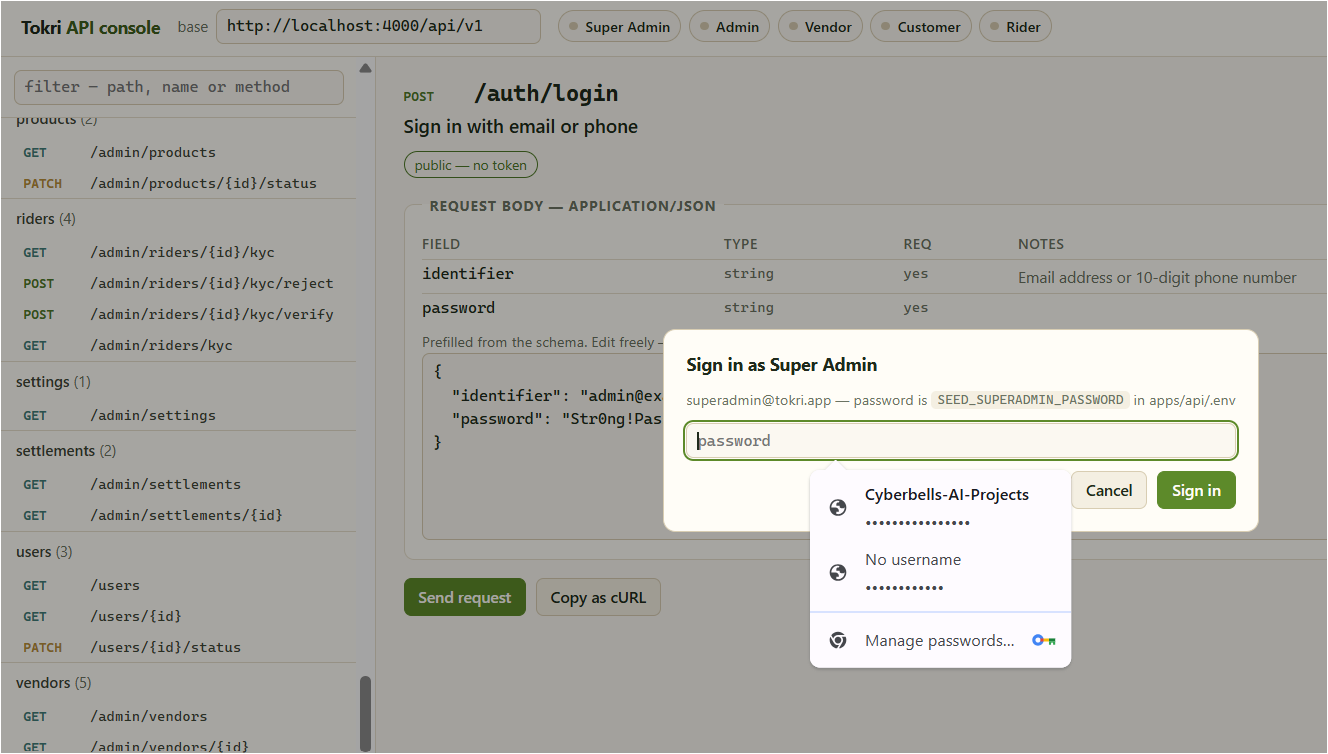 Tokri API console base http://localhost:4000/api/v1 Super Admin Admin Vendor Customer Rider
filter — path, name or method
products (2)
GET /admin/products
PATCH /admin/products/{id}/status
riders (4)
GET /admin/riders/{id}/kyc
POST /admin/riders/{id}/kyc/reject
POST /admin/riders/{id}/kyc/verify
GET /admin/riders/kyc
settings (1)
GET /admin/settings
settlements (2)
GET /admin/settlements
GET /admin/settlements/{id}
users (3)
GET /users
GET /users/{id}
PATCH /users/{id}/status
vendors (5)
GET /admin/vendors
GET /admin/vendors/{id}
POST /auth/login
Sign in with email or phone
public — no token
REQUEST BODY — APPLICATION/JSON
FIELD TYPE REQ NOTES
identifier string yes Email address or 10-digit phone number
password string yes
Prefilled from the schema. Edit freely —
{
"identifier": "admin@ex
"password": "Str0ng!Pas
}
Send request Copy as cURL
Sign in as Super Admin
superadmin@tokri.app — password is SEED_SUPERADMIN_PASSWORD in apps/api/.env
password
Cancel Sign in
Cyberbells-AI-Projects
••••••••••••••••
No username
••••••••••••
Manage passwords...